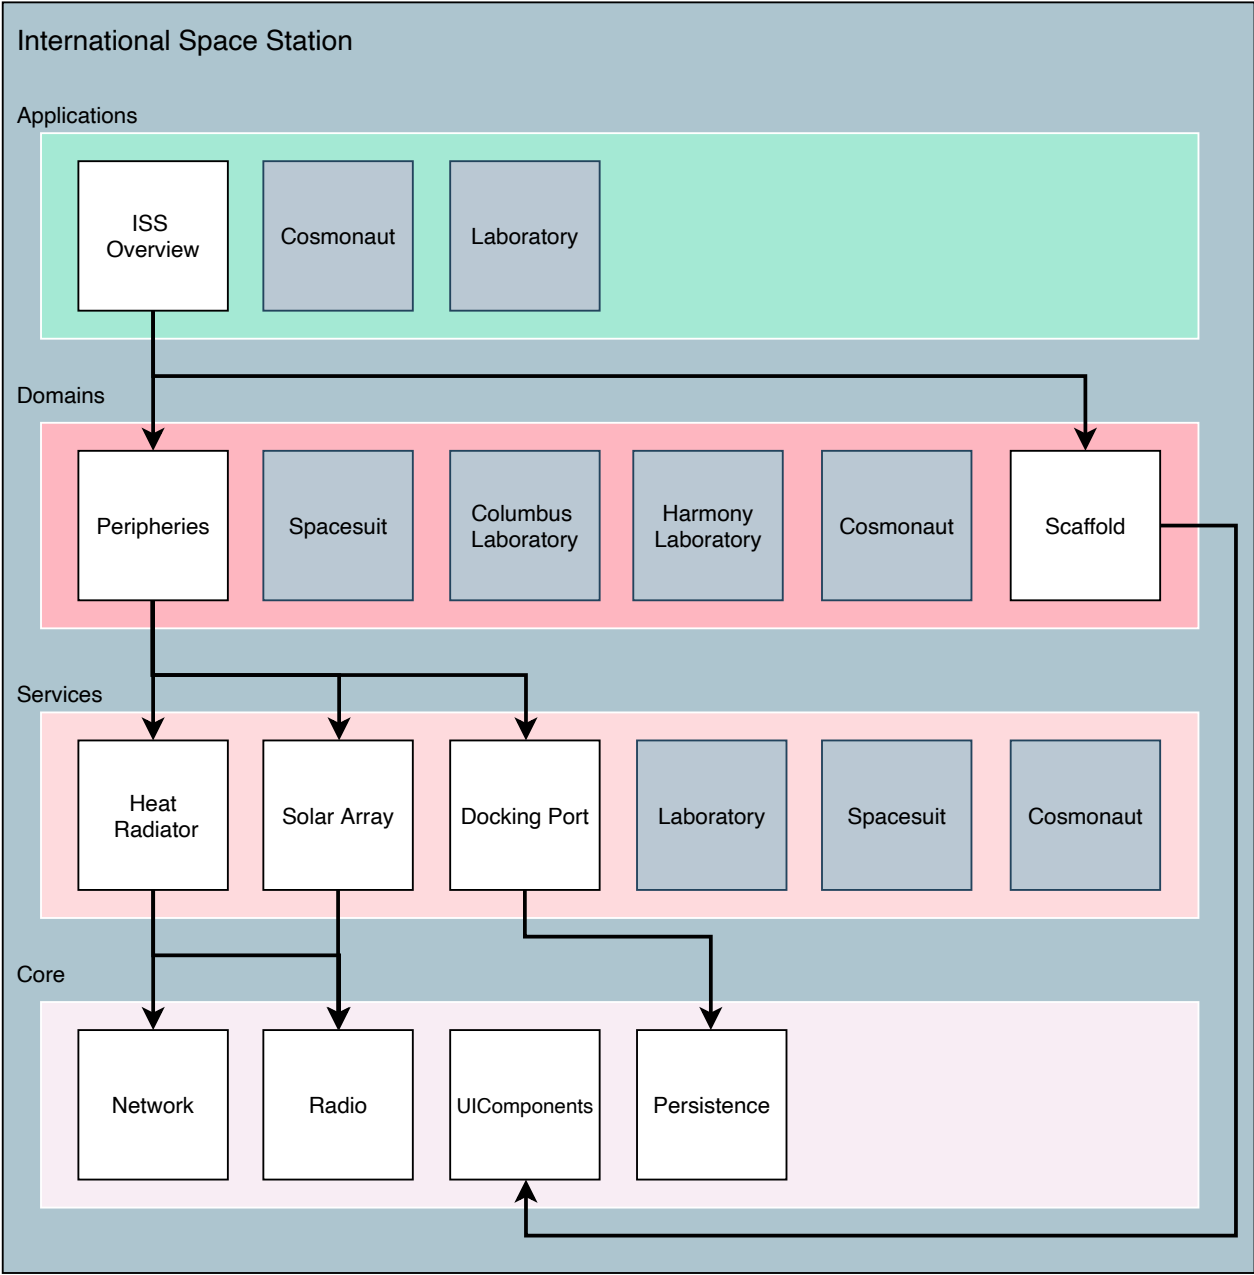 International Space Station
Applications
ISS
Overview
Cosmonaut
Laboratory
Domains
Peripheries
Spacesuit
Columbus
Laboratory
Harmony
Laboratory
Cosmonaut
Scaffold
Services
Heat
Radiator
Solar Array
Docking Port
Laboratory
Spacesuit
Cosmonaut
Core
Network
Radio
UIComponents
Persistence